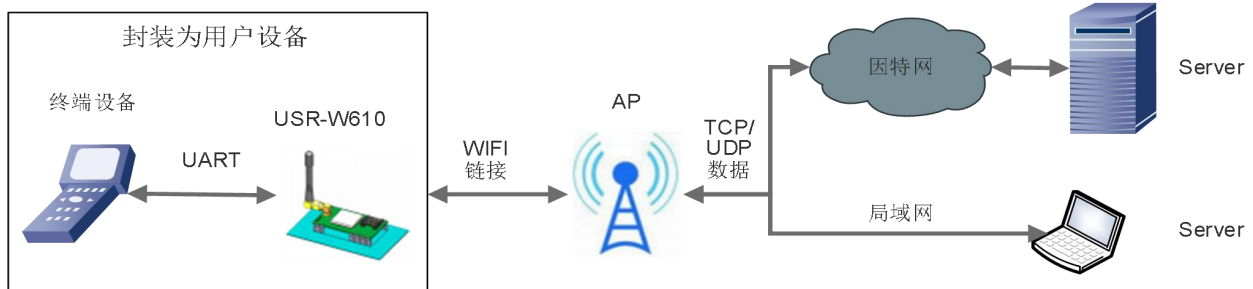 封装为用户设备
终端设备
USR-W610
UART
WIFI
链接
AP
TCP/
UDP
数据
因特网
Server
局域网
Server